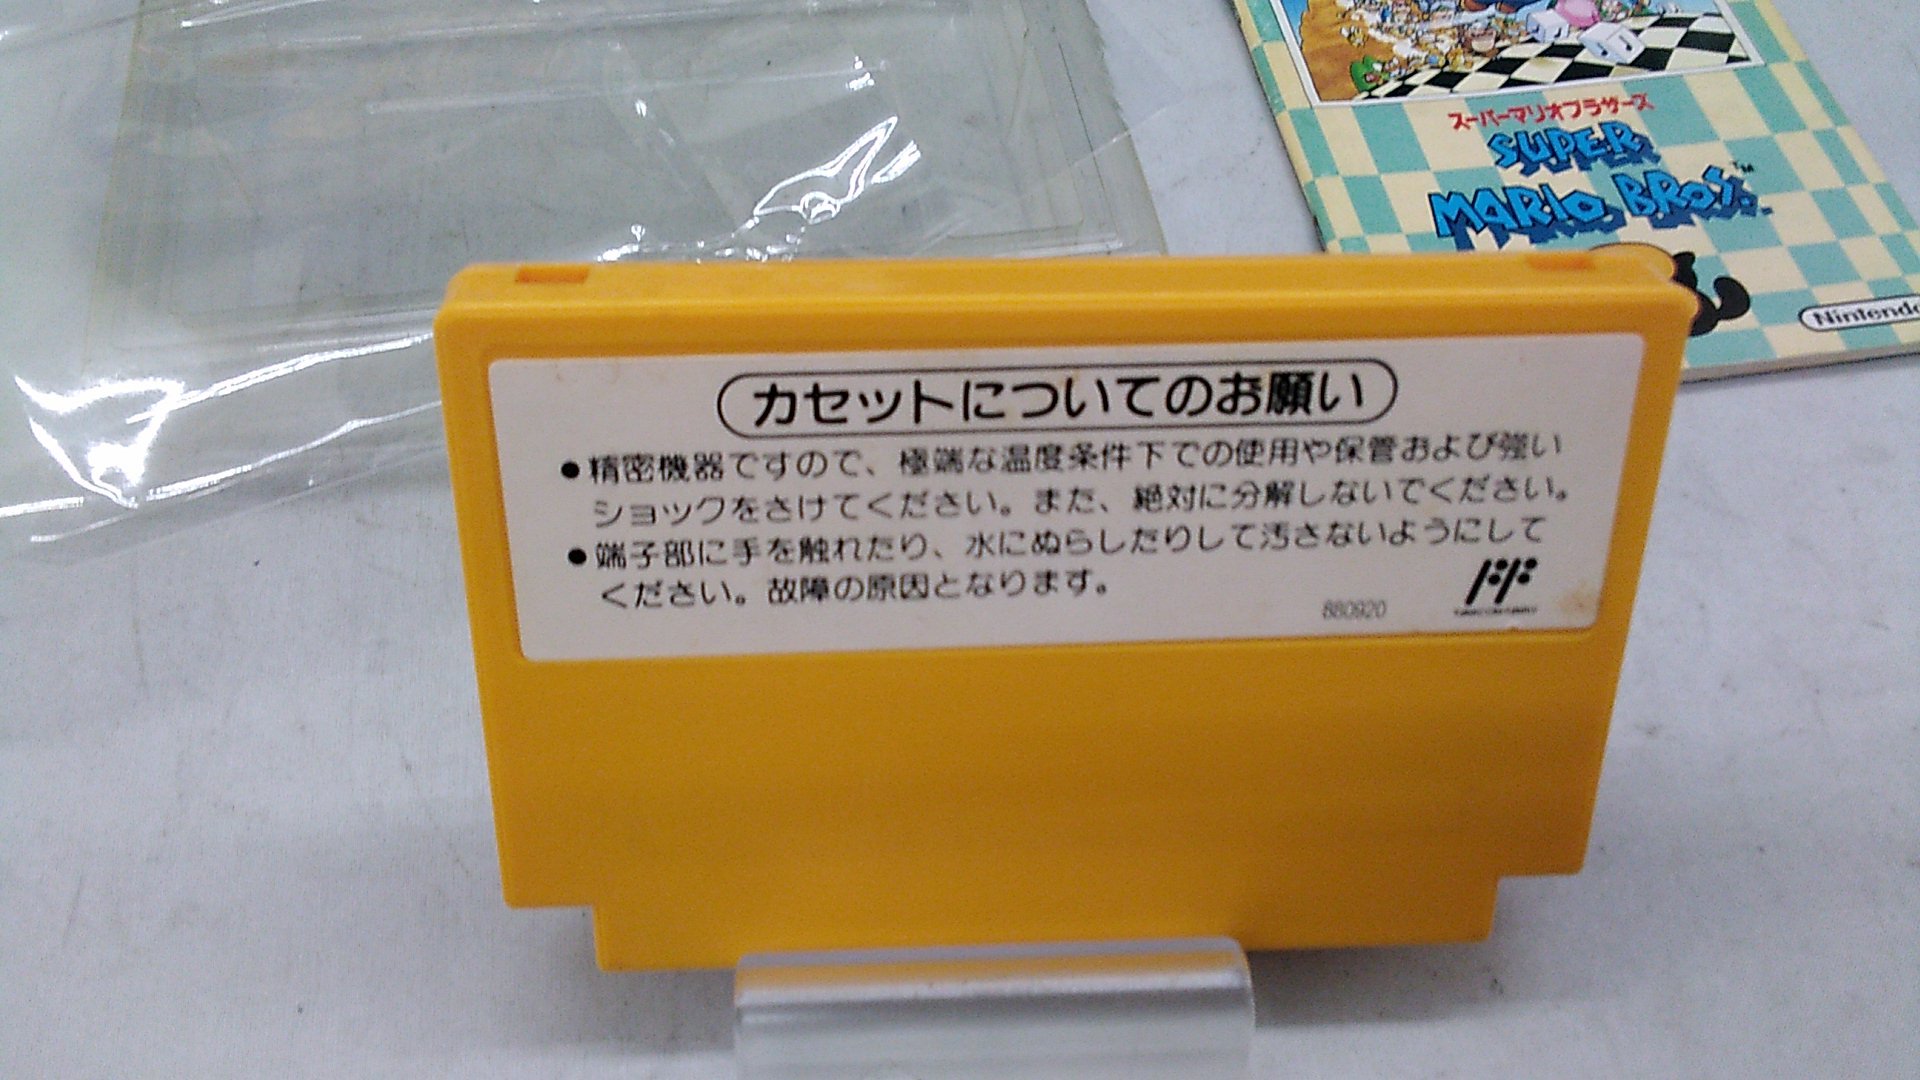 スーパーマリオブラザーズ
SUPER
MARIO BROS.™
Nintendo
カセットについてのお願い
●精密機器ですので、極端な温度条件下での使用や保管および強い
ショックをさけてください。また、絶対に分解しないでください。
●端子部に手を触れたり、水にぬらしたりして汚さないようにして
ください。故障の原因となります。
880920